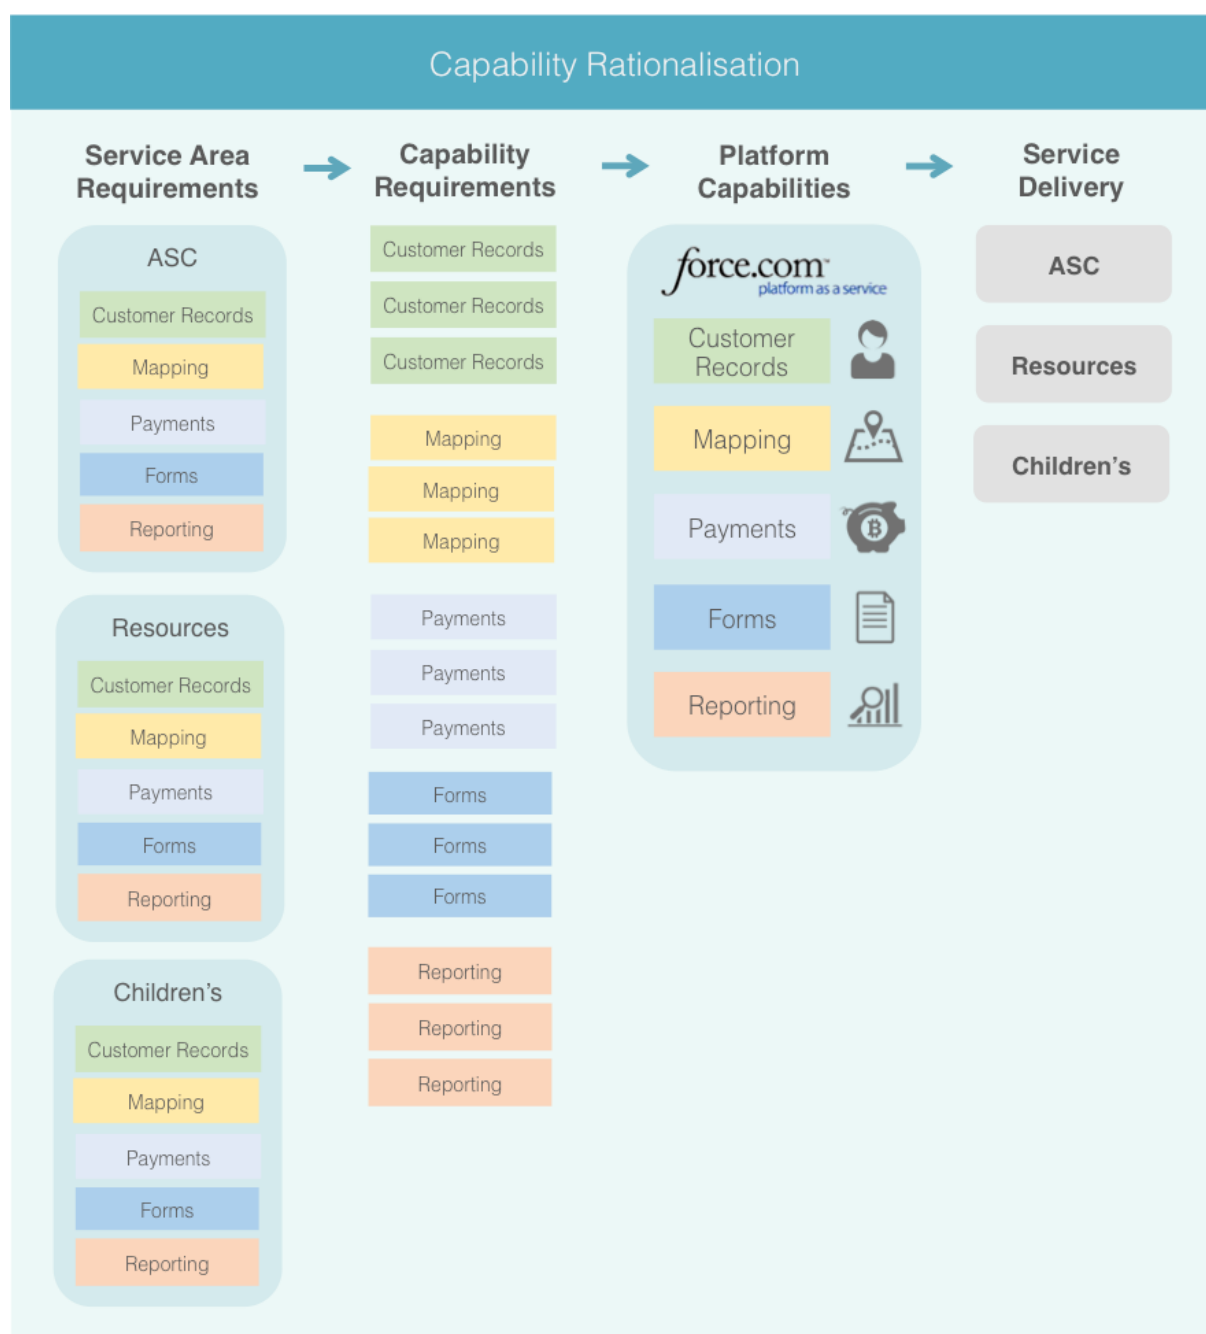 Capability Rationalisation
Service Area
Requirements
ASC
Customer Records
Mapping
Payments
Forms
Reporting
Resources
Customer Records
Mapping
Payments
Forms
Reporting
Children's
Customer Records
Mapping
Payments
Forms
Reporting
Capability
Requirements
Customer Records
Customer Records
Customer Records
Mapping
Mapping
Mapping
Payments
Payments
Payments
Forms
Forms
Forms
Reporting
Reporting
Reporting
Platform
Capabilities
force.com™
platform as a service
Customer
Records
Mapping
Payments
Forms
Reporting
Service
Delivery
ASC
Resources
Children's